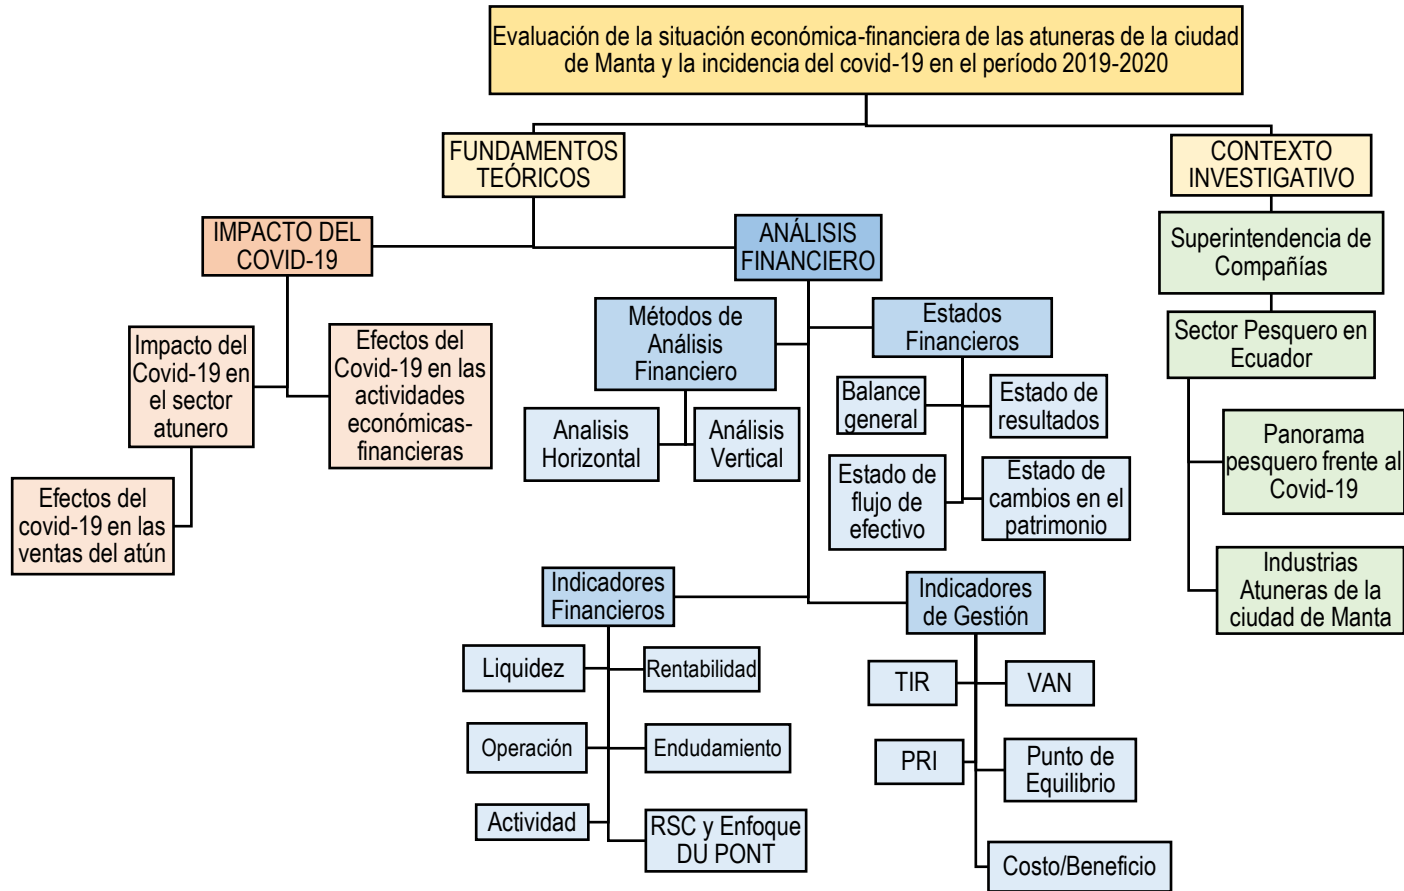 Evaluación de la situación económica-financiera de las atuneras de la ciudad
de Manta y la incidencia del covid-19 en el período 2019-2020
FUNDAMENTOS
TEÓRICOS
CONTEXTO
INVESTIGATIVO
IMPACTO DEL
COVID-19
ANÁLISIS
FINANCIERO
Superintendencia de
Compañías
Impacto del
Covid-19 en
el sector
atunero
Efectos del
Covid-19 en las
actividades
económicas-
financieras
Efectos del
covid-19 en las
ventas del atún
Métodos de
Análisis
Financiero
Analisis
Horizontal
Análisis
Vertical
Estados
Financieros
Balance
general
Estado de
resultados
Estado de
flujo de
efectivo
Estado de
cambios en el
patrimonio
Sector Pesquero en
Ecuador
Panorama
pesquero frente al
Covid-19
Industrias
Atuneras de la
ciudad de Manta
Indicadores
Financieros
Liquidez
Rentabilidad
Operación
Endudamiento
Actividad
RSC y Enfoque
DU PONT
Indicadores
de Gestión
TIR
VAN
PRI
Punto de
Equilibrio
Costo/Beneficio